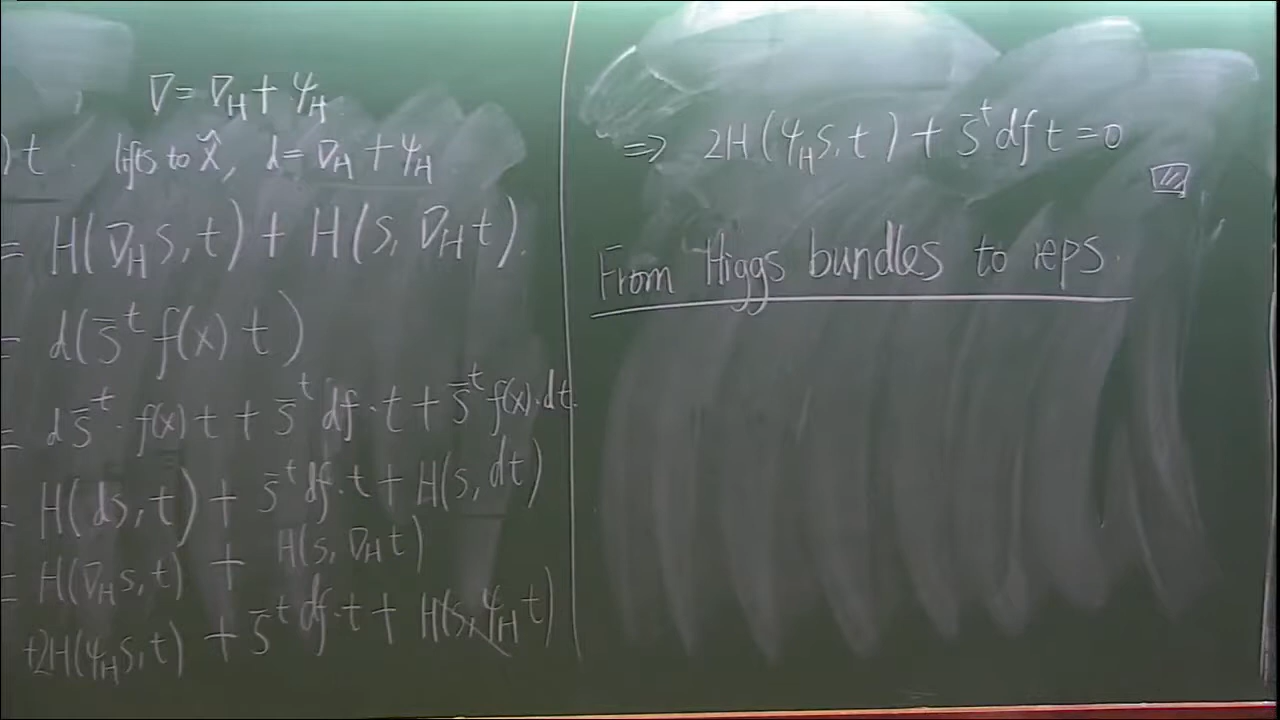 ∇ = ∇_H + ψ_H
)t. lifts to X̃, d = ∇_H + ψ_H
= H(∇_H s, t) + H(s, ∇_H t).
= d(s̄^t f(x) t)
= ds̄^t · f(x) t + s̄^t df · t + s̄^t f(x) · dt.
= H(ds, t) + s̄^t df · t + H(s, dt)
= H(∇_H s, t) + H(s, ∇_H t)
+2H(ψ_H s, t) + s̄^t df · t + H(s, ψ_H t)
⇒ 2H(ψ_H s, t) + s̄^t df t = 0
From Higgs bundles to reps.